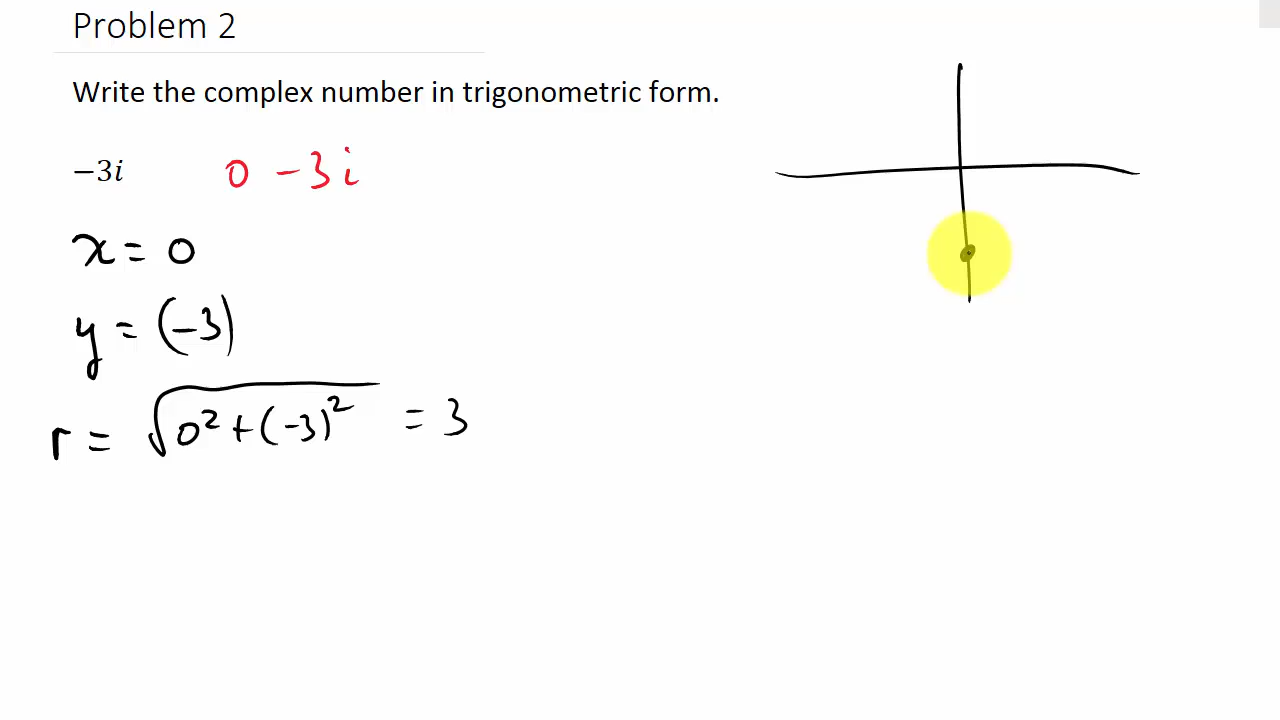 Problem 2
Write the complex number in trigonometric form.
−3i 0 −3i
x = 0
y = (−3)
r = √0² + (−3)² = 3